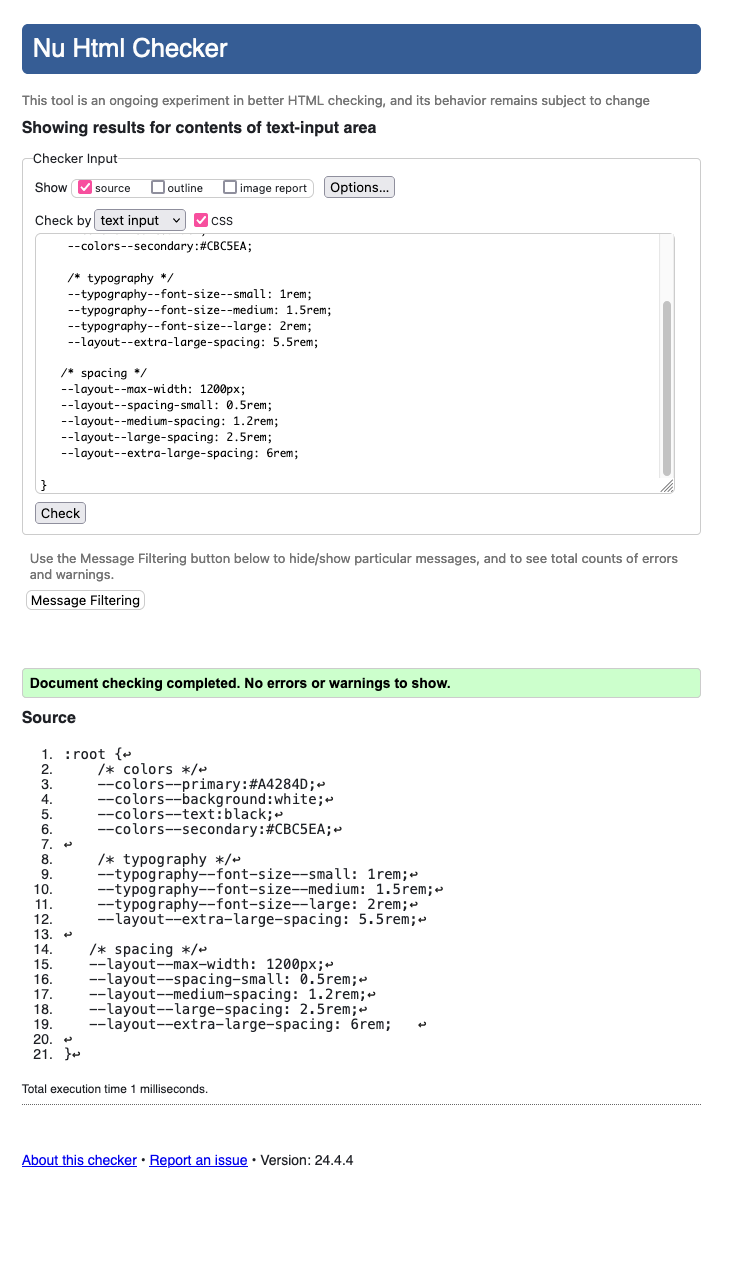 Nu Html Checker
This tool is an ongoing experiment in better HTML checking, and its behavior remains subject to change
Showing results for contents of text-input area
Checker Input
Show source outline image report Options...
Check by text input CSS
--colors--secondary:#CBC5EA;
/* typography */
--typography--font-size--small: 1rem;
--typography--font-size--medium: 1.5rem;
--typography--font-size--large: 2rem;
--layout--extra-large-spacing: 5.5rem;
/* spacing */
--layout--max-width: 1200px;
--layout--spacing-small: 0.5rem;
--layout--medium-spacing: 1.2rem;
--layout--large-spacing: 2.5rem;
--layout--extra-large-spacing: 6rem;
}
Check
Use the Message Filtering button below to hide/show particular messages, and to see total counts of errors
and warnings.
Message Filtering
Document checking completed. No errors or warnings to show.
Source
1. :root {↩
2. /* colors */↩
3. --colors--primary:#A4284D;↩
4. --colors--background:white;↩
5. --colors--text:black;↩
6. --colors--secondary:#CBC5EA;↩
7. ↩
8. /* typography */↩
9. --typography--font-size--small: 1rem;↩
10. --typography--font-size--medium: 1.5rem;↩
11. --typography--font-size--large: 2rem;↩
12. --layout--extra-large-spacing: 5.5rem;↩
13. ↩
14. /* spacing */↩
15. --layout--max-width: 1200px;↩
16. --layout--spacing-small: 0.5rem;↩
17. --layout--medium-spacing: 1.2rem;↩
18. --layout--large-spacing: 2.5rem;↩
19. --layout--extra-large-spacing: 6rem; ↩
20. ↩
21. }↩
Total execution time 1 milliseconds.
About this checker • Report an issue • Version: 24.4.4